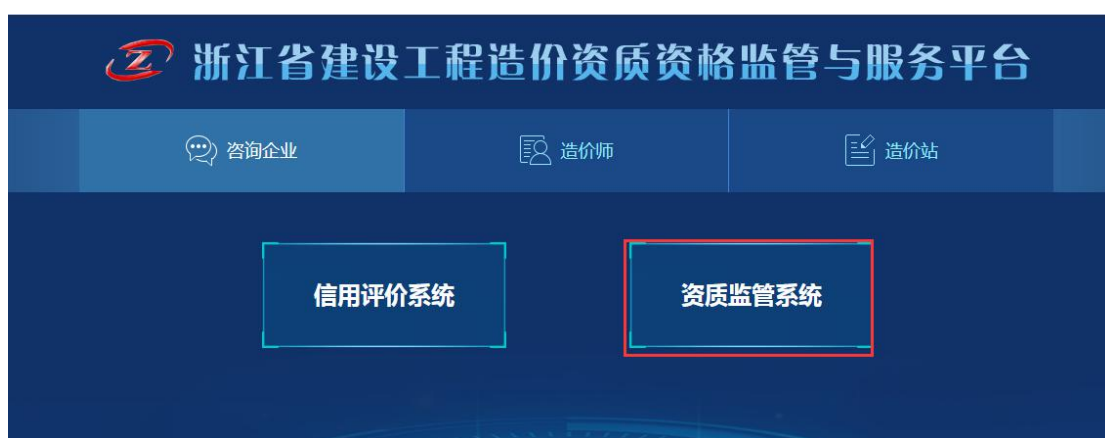 浙江省建设工程造价资质资格监管与服务平台
咨询企业 造价师 造价站
信用评价系统 资质监管系统